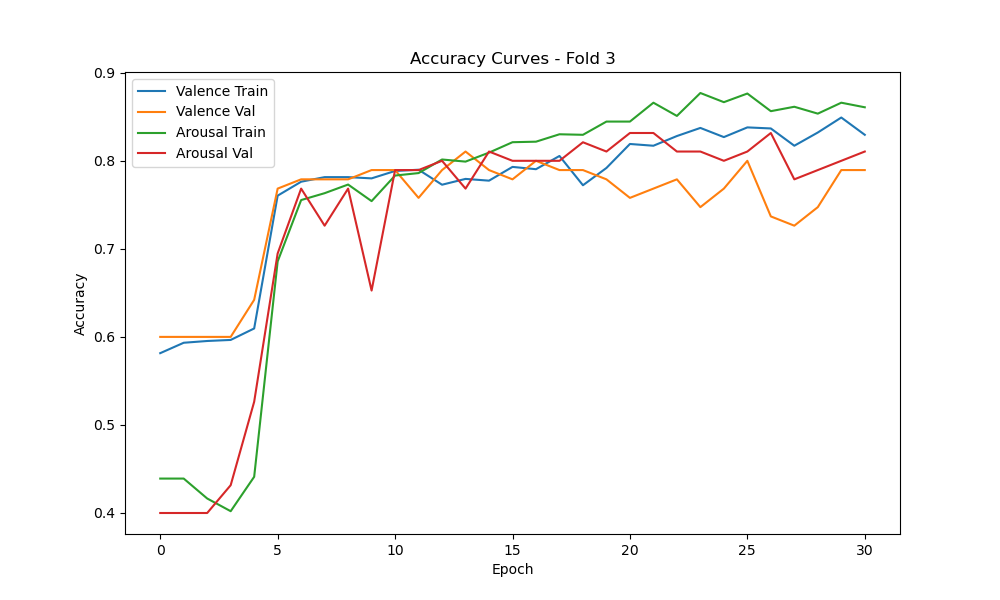 Accuracy Curves - Fold 3
Valence Train
Valence Val
Arousal Train
Arousal Val
0.9
0.8
0.7
0.6
0.5
0.4
Accuracy
0
5
10
15
20
25
30
Epoch